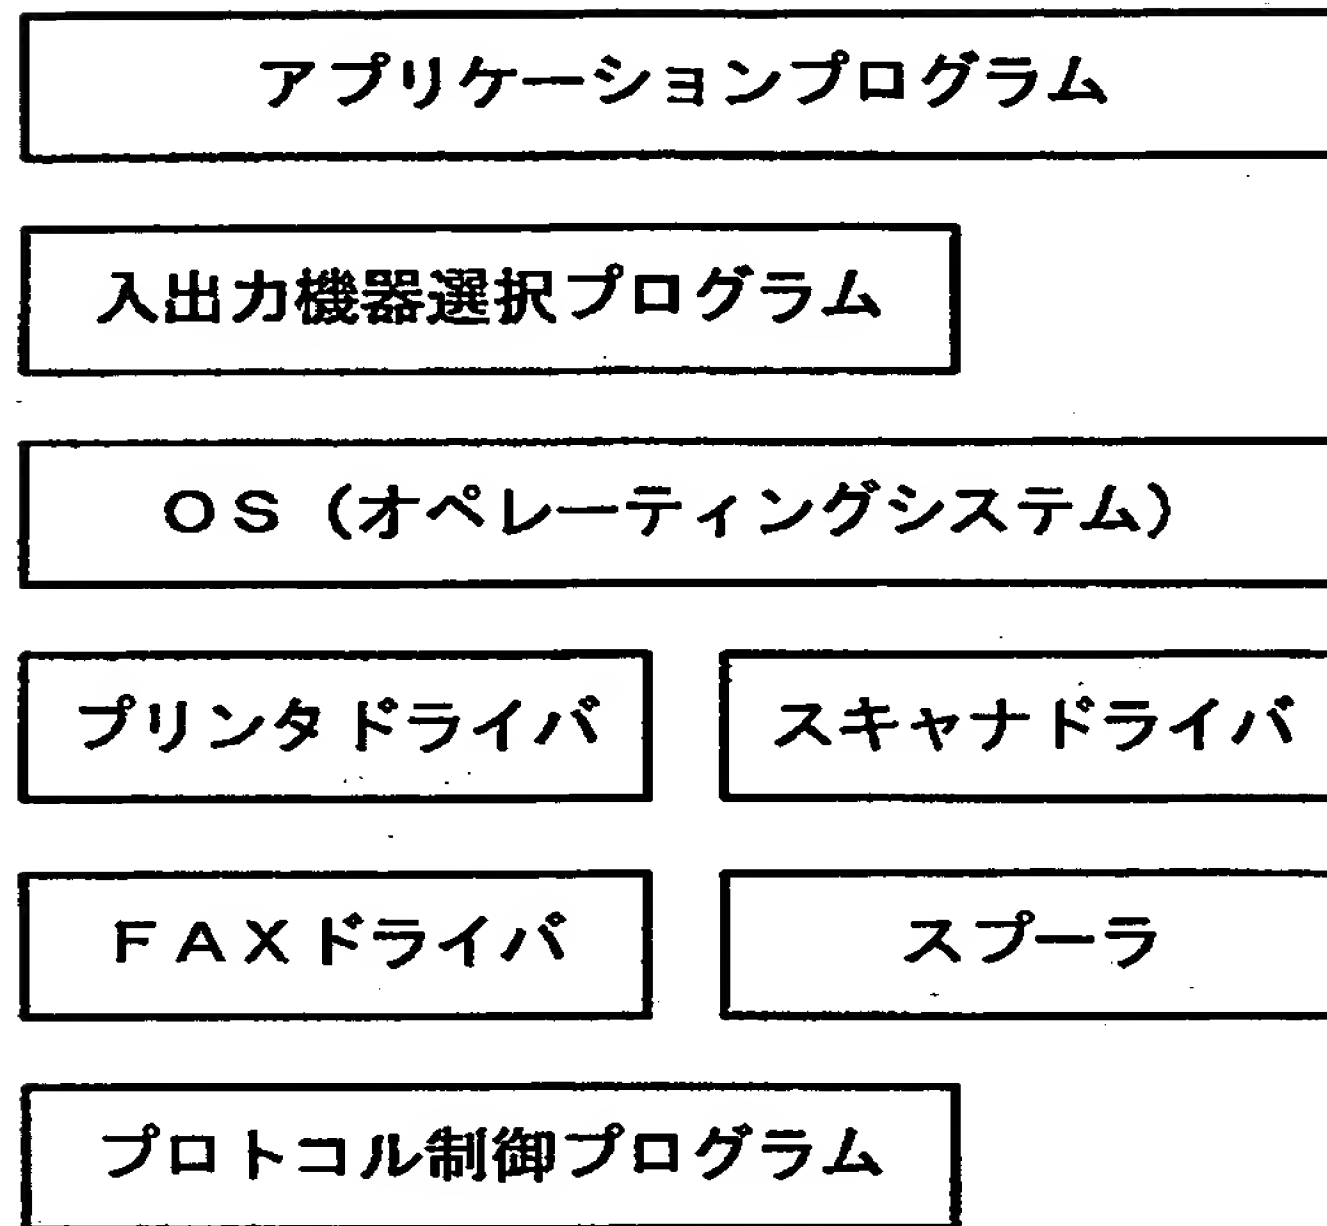 アプリケーションプログラム
入出力機器選択プログラム
OS（オペレーティングシステム）
プリンタドライバ
スキャナドライバ
FAXドライバ
スプーラ
プロトコル制御プログラム